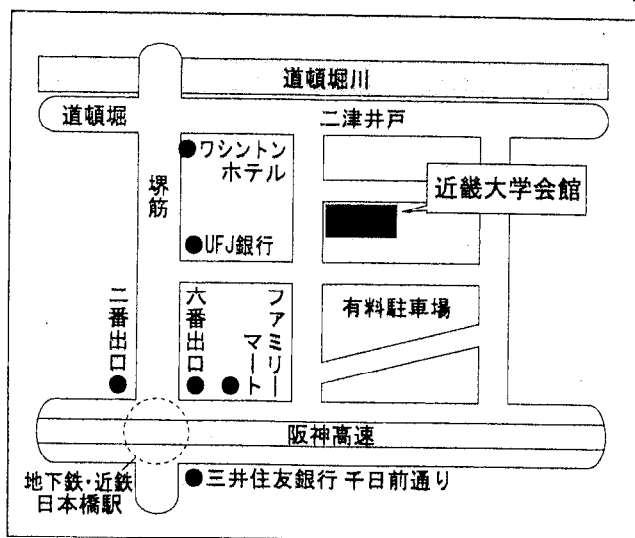 道頓堀川
道頓堀
二津井戸
●ワシントン
ホテル
堺筋
近畿大学会館
●UFJ銀行
二番出口●
六番出口●
ファミリー
マート●
有料駐車場
阪神高速
地下鉄・近鉄
日本橋駅
●三井住友銀行 千日前通り